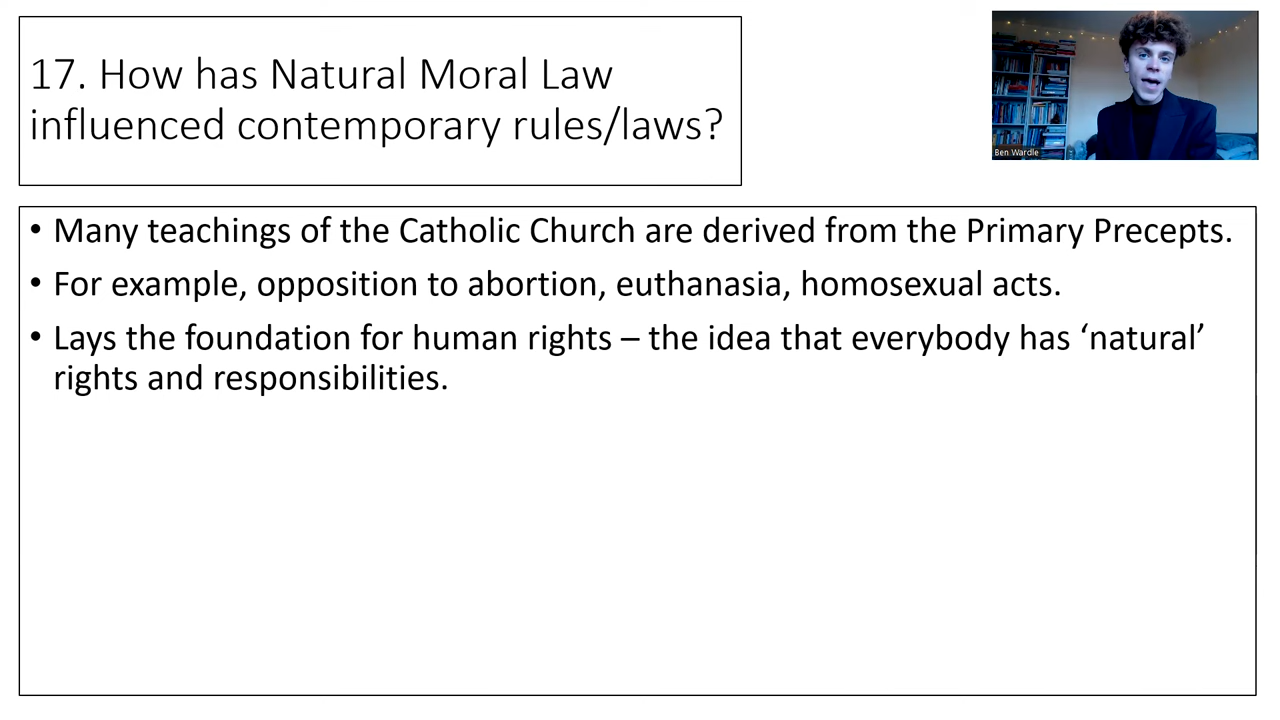 17. How has Natural Moral Law
influenced contemporary rules/laws?
Ben Wardle
• Many teachings of the Catholic Church are derived from the Primary Precepts.
• For example, opposition to abortion, euthanasia, homosexual acts.
• Lays the foundation for human rights – the idea that everybody has ‘natural’
rights and responsibilities.